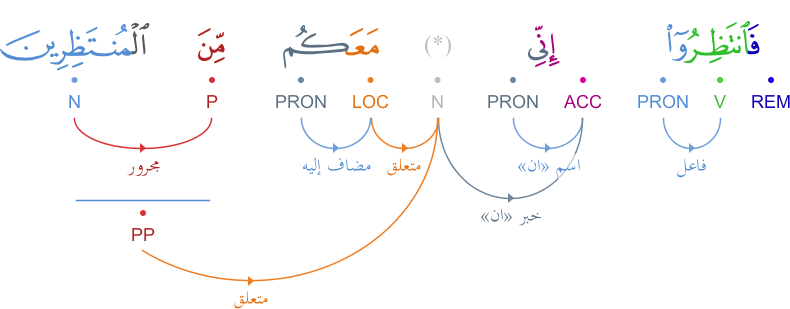 فَٱنتَظِرُوٓا۟ إِنِّى (*) مَعَكُم مِّنَ ٱلْمُنتَظِرِينَ
REM V PRON ACC PRON N LOC PRON P N
فاعل اسم «ان» متعلق مضاف إليه مجرور
خبر «ان»
PP
متعلق